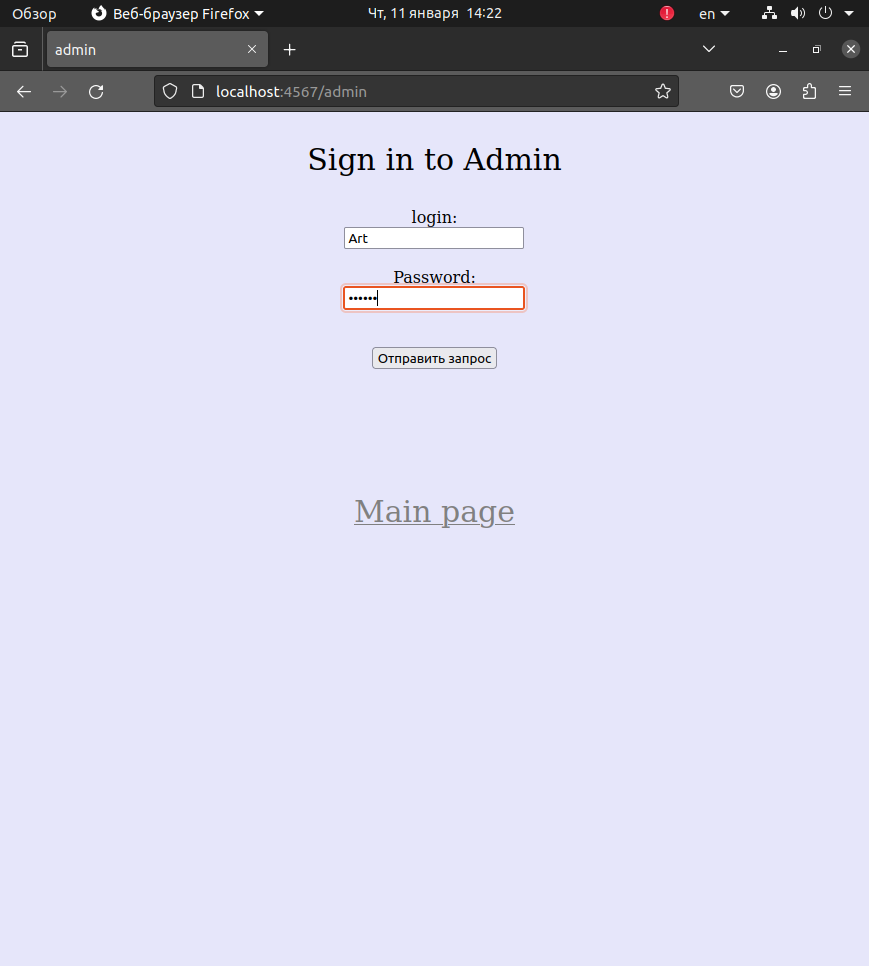 Обзор Веб-браузер Firefox Чт, 11 января 14:22 en
admin
localhost:4567/admin
Sign in to Admin
login:
Art
Password:
••••••
Отправить запрос
Main page